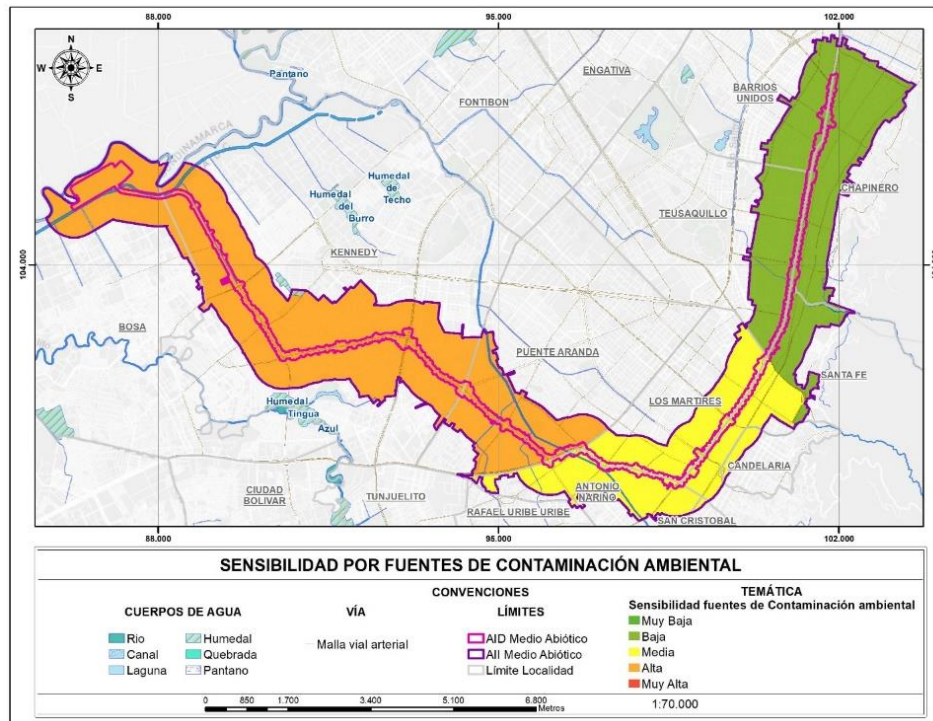 88.000 95.000 102.000
N
W E
S
Pantano
ENGATIVA
FONTIBON
BARRIOS
UNIDOS
Humedal
de
Techo
Humedal
del
Burro
CHAPINERO
TEUSAQUILLO
KENNEDY
104.000
BOSA
PUENTE ARANDA
SANTA FE
LOS MARTIRES
Humedal
Tingua
Azul
CANDELARIA
CIUDAD
BOLIVAR
TUNJUELITO
ANTONIO
NARIÑO
RAFAEL URIBE URIBE
SAN CRISTOBAL
88.000 95.000 102.000
SENSIBILIDAD POR FUENTES DE CONTAMINACIÓN AMBIENTAL
CONVENCIONES
CUERPOS DE AGUA
Rio
Canal
Laguna
Humedal
Quebrada
Pantano
VÍA
Malla vial arterial
LÍMITES
AID Medio Abiótico
AII Medio Abiótico
Límite Localidad
TEMÁTICA
Sensibilidad fuentes de Contaminación ambiental
Muy Baja
Baja
Media
Alta
Muy Alta
0 850 1.700 3.400 5.100 6.800
Metros
1:70.000